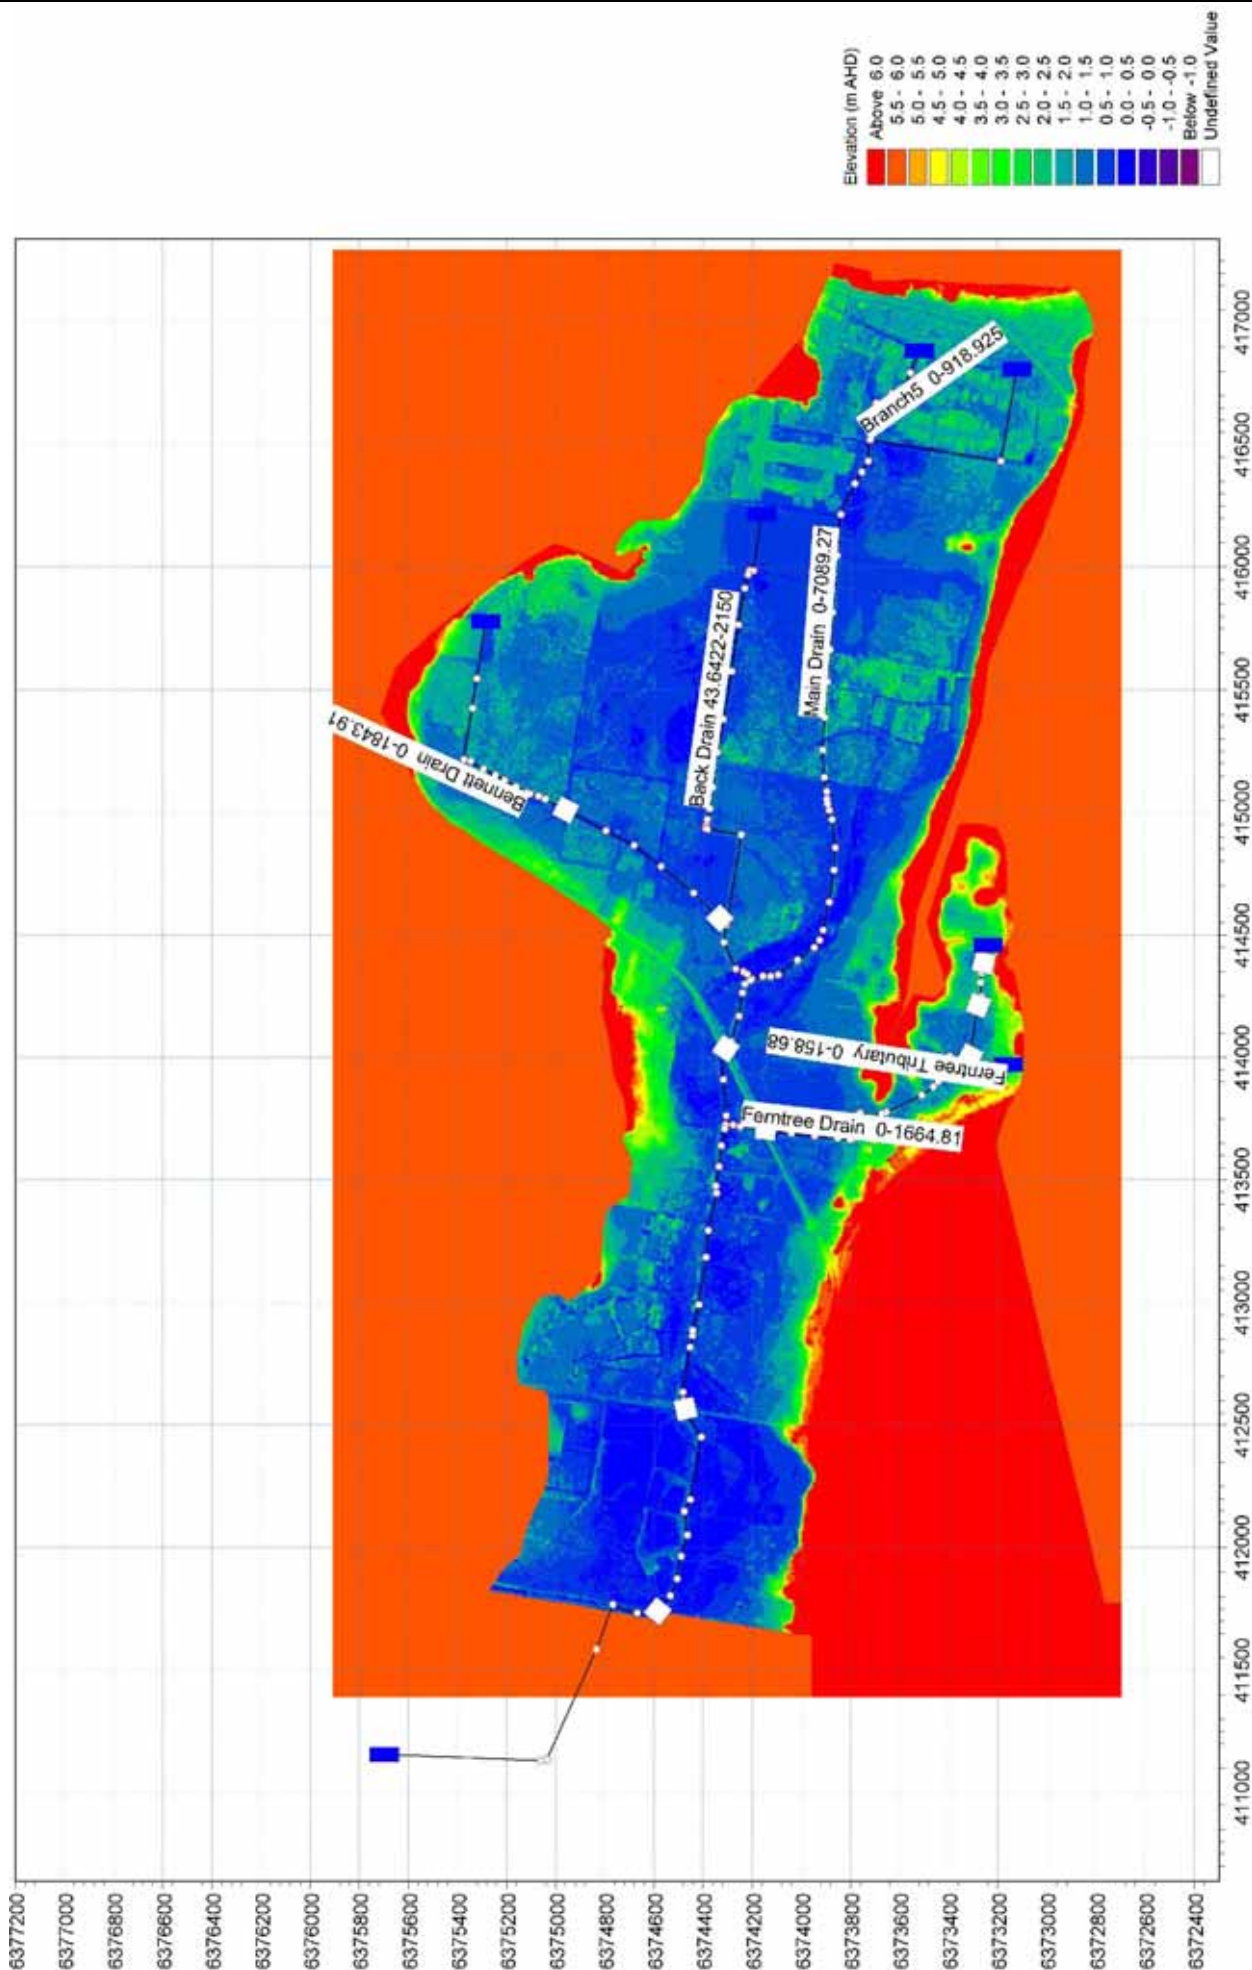 Elevation (m AHD)
Above 6.0
5.5 - 6.0
5.0 - 5.5
4.5 - 5.0
4.0 - 4.5
3.5 - 4.0
3.0 - 3.5
2.5 - 3.0
2.0 - 2.5
1.5 - 2.0
1.0 - 1.5
0.5 - 1.0
0.0 - 0.5
-0.5 - 0.0
-1.0 - -0.5
Below -1.0
Undefined Value
Bennett Drain 0-1843.91
Back Drain 43.6422-2150
Main Drain 0-7089.27
Branch5 0-918.925
Ferntree Tributary 0-158.68
Ferntree Drain 0-1664.81
6377200
6377000
6376800
6376600
6376400
6376200
6376000
6375800
6375600
6375400
6375200
6375000
6374800
6374600
6374400
6374200
6374000
6373800
6373600
6373400
6373200
6373000
6372800
6372600
6372400
411000
411500
412000
412500
413000
413500
414000
414500
415000
415500
416000
416500
417000